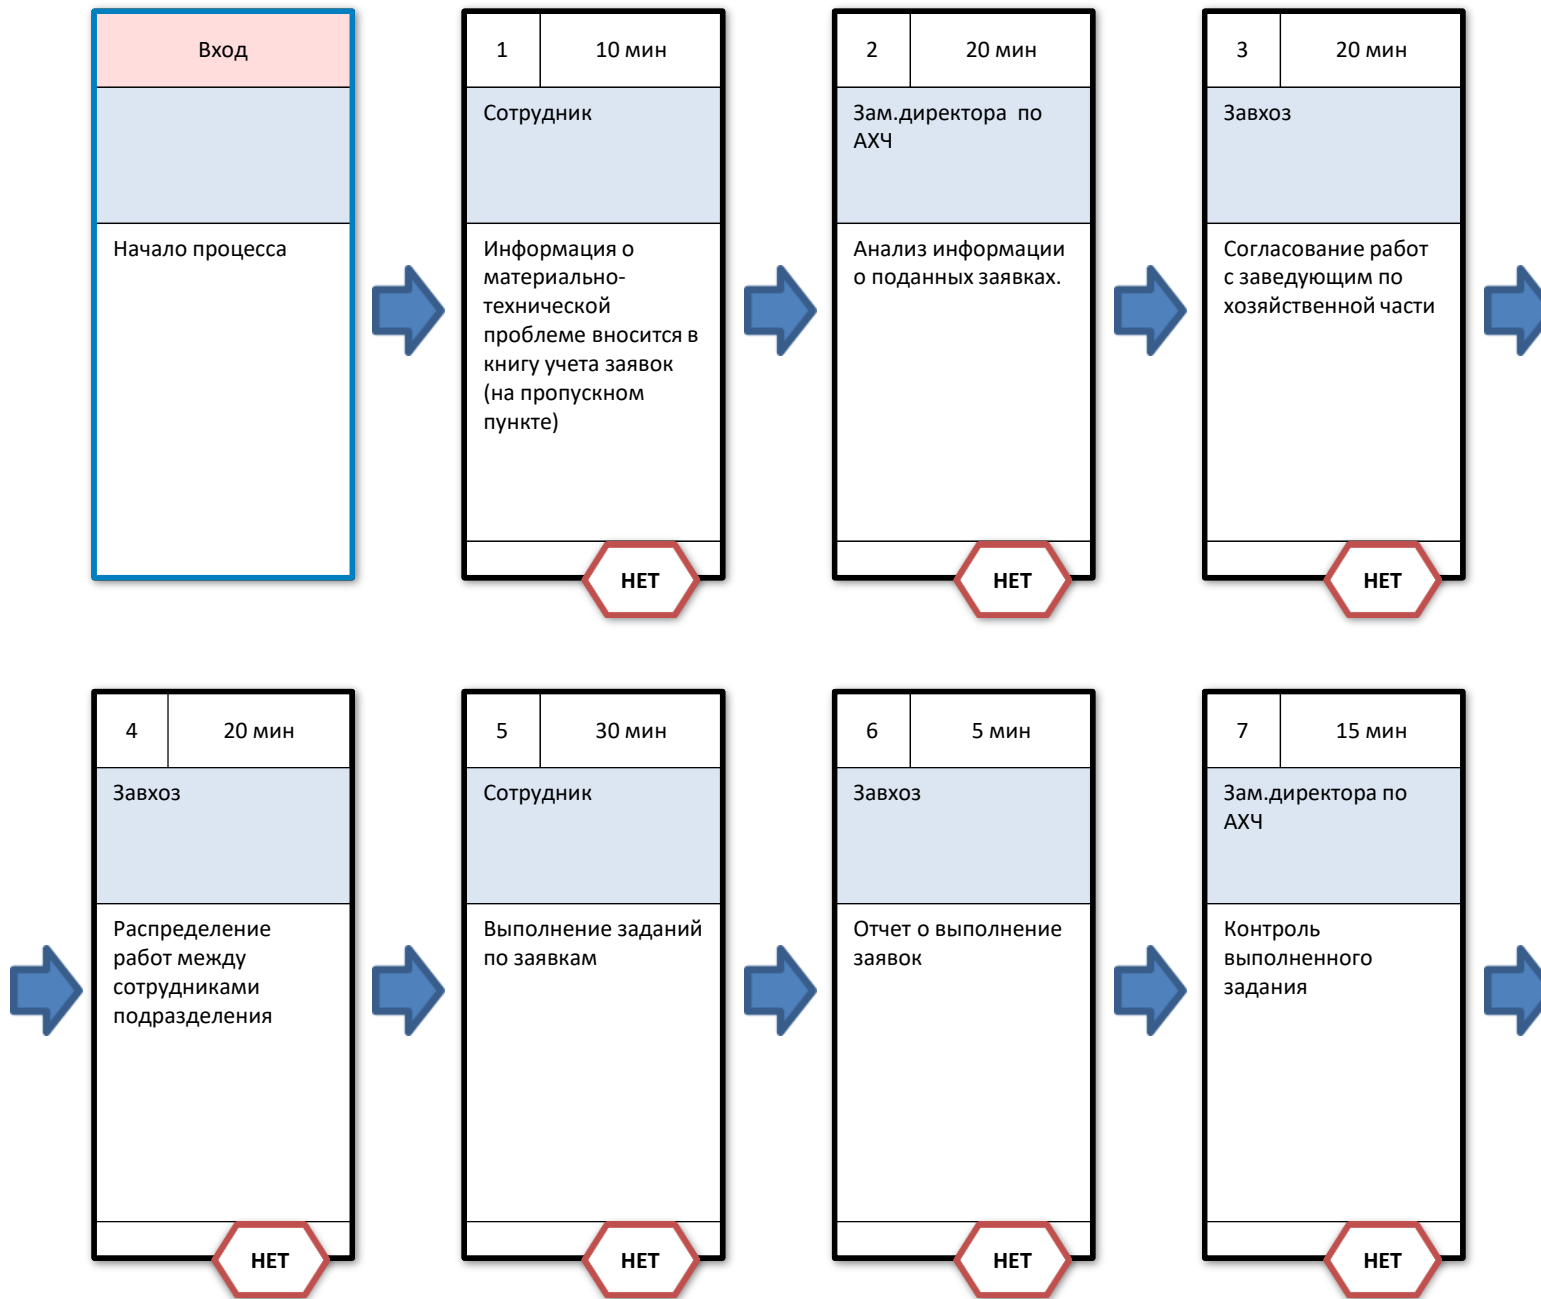 Вход
Начало процесса
1
10 мин
Сотрудник
Информация о
материально-
технической
проблеме вносится в
книгу учета заявок
(на пропускном
пункте)
НЕТ
2
20 мин
Зам.директора по
АХЧ
Анализ информации
о поданных заявках.
НЕТ
3
20 мин
Завхоз
Согласование работ
с заведующим по
хозяйственной части
НЕТ
4
20 мин
Завхоз
Распределение
работ между
сотрудниками
подразделения
НЕТ
5
30 мин
Сотрудник
Выполнение заданий
по заявкам
НЕТ
6
5 мин
Завхоз
Отчет о выполнение
заявок
НЕТ
7
15 мин
Зам.директора по
АХЧ
Контроль
выполненного
задания
НЕТ